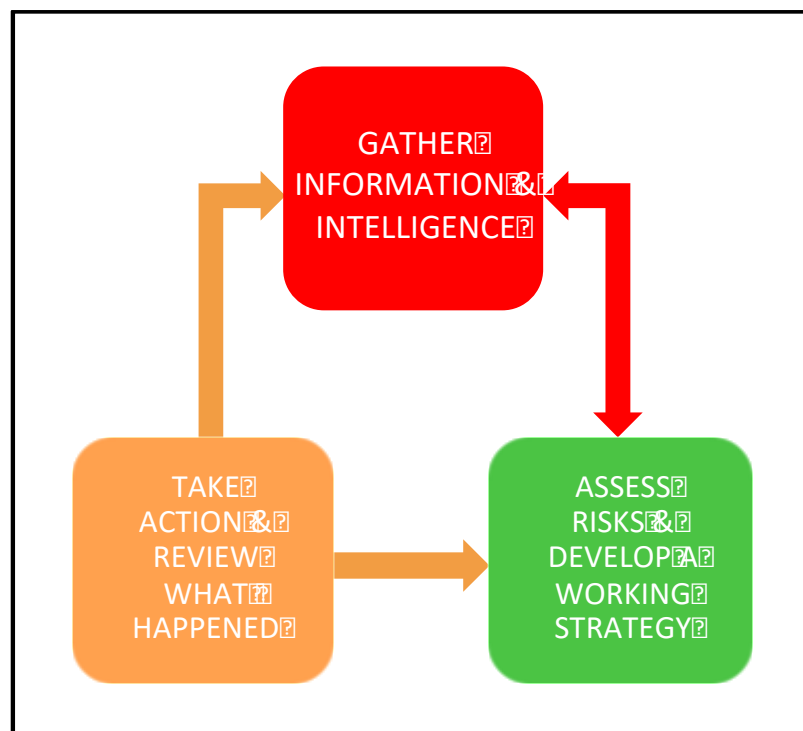 GATHER⍰
INFORMATION⍰&⍰
INTELLIGENCE⍰
TAKE⍰
ACTION⍰&⍰
REVIEW⍰
WHAT⍰⍰
HAPPENED⍰
ASSESS⍰
RISKS⍰&⍰
DEVELOP⍰A⍰
WORKING⍰
STRATEGY⍰